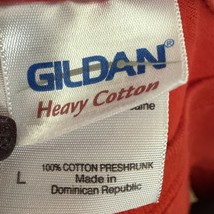 GILDAN®
Heavy Cotton
100% COTTON PRESHRUNK
L
Made in
Dominican Republic